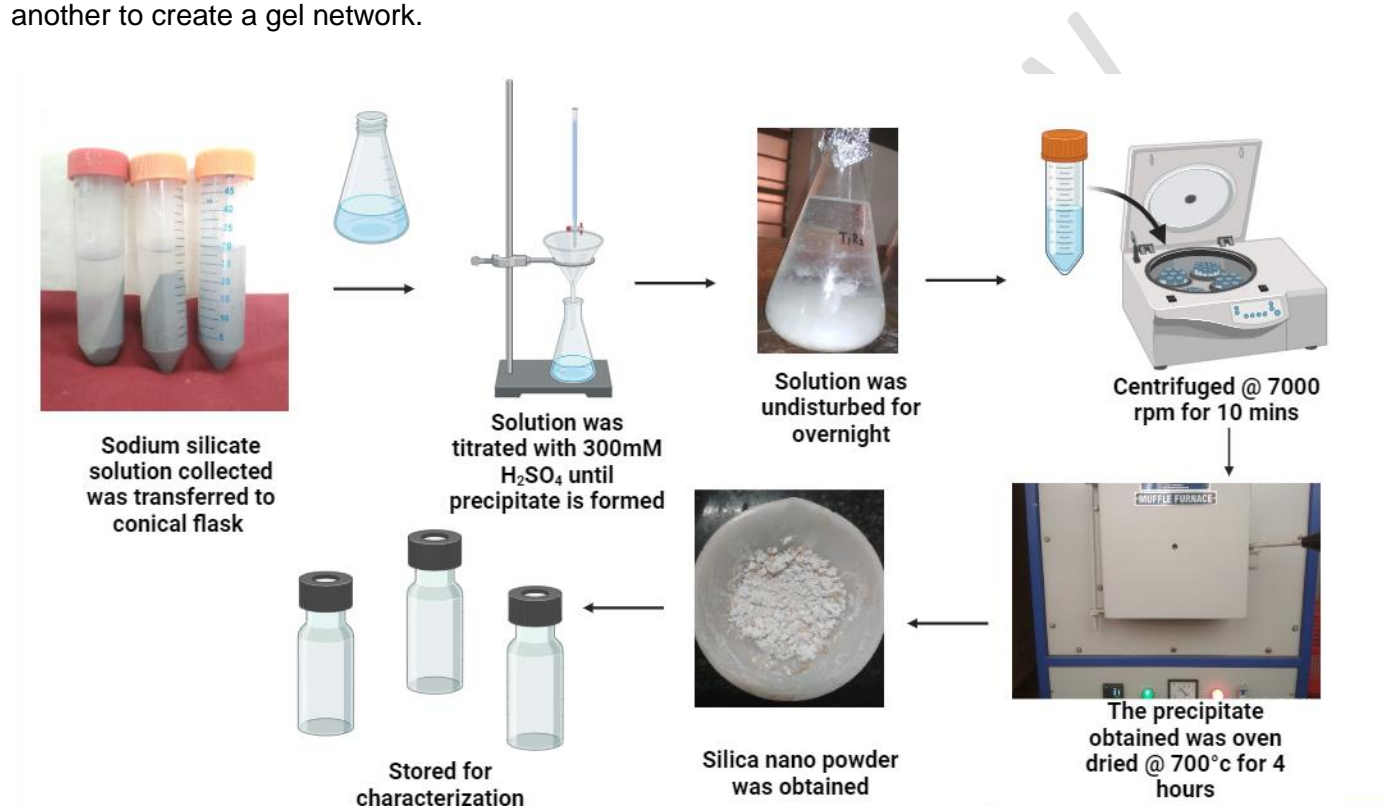 another to create a gel network.
T1R2
Sodium silicate
solution collected
was transferred to
conical flask
Solution was
titrated with 300mM
H₂SO₄ until
precipitate is formed
Solution was
undisturbed for
overnight
Centrifuged @ 7000
rpm for 10 mins
MUFFLE FURNACE
The precipitate
obtained was oven
dried @ 700°c for 4
hours
Silica nano powder
was obtained
Stored for
characterization